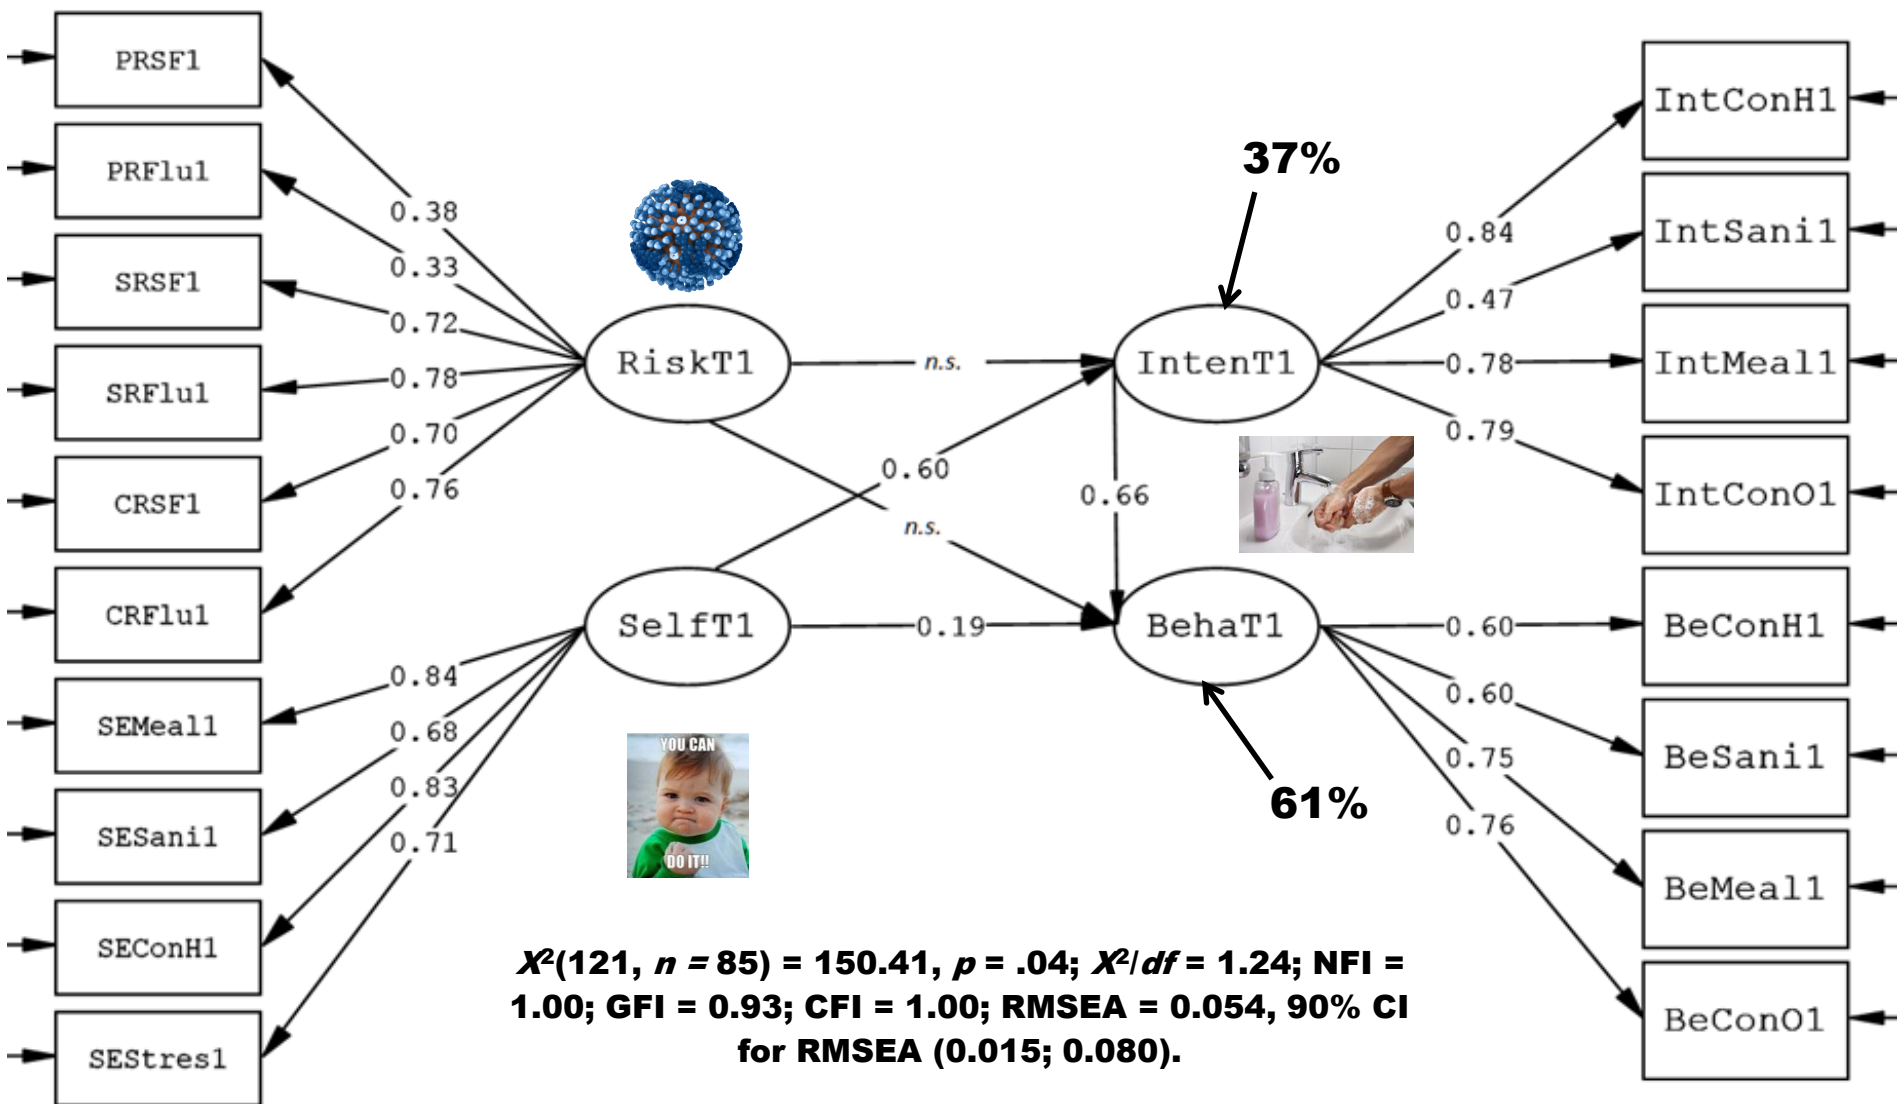 PRSF1
PRFlu1
SRSF1
SRFlu1
CRSF1
CRFlu1
SEMeal1
SESani1
SEConH1
SEStres1
0.38
0.33
0.72
0.78
0.70
0.76
0.84
0.68
0.83
0.71
RiskT1
SelfT1
YOU CAN
DO IT!!
n.s.
0.60
n.s.
0.19
0.66
37%
IntenT1
BehaT1
61%
0.84
0.47
0.78
0.79
0.60
0.60
0.75
0.76
IntConH1
IntSani1
IntMeal1
IntConO1
BeConH1
BeSani1
BeMeal1
BeConO1
X²(121, n = 85) = 150.41, p = .04; X²/df = 1.24; NFI =
1.00; GFI = 0.93; CFI = 1.00; RMSEA = 0.054, 90% CI
for RMSEA (0.015; 0.080).